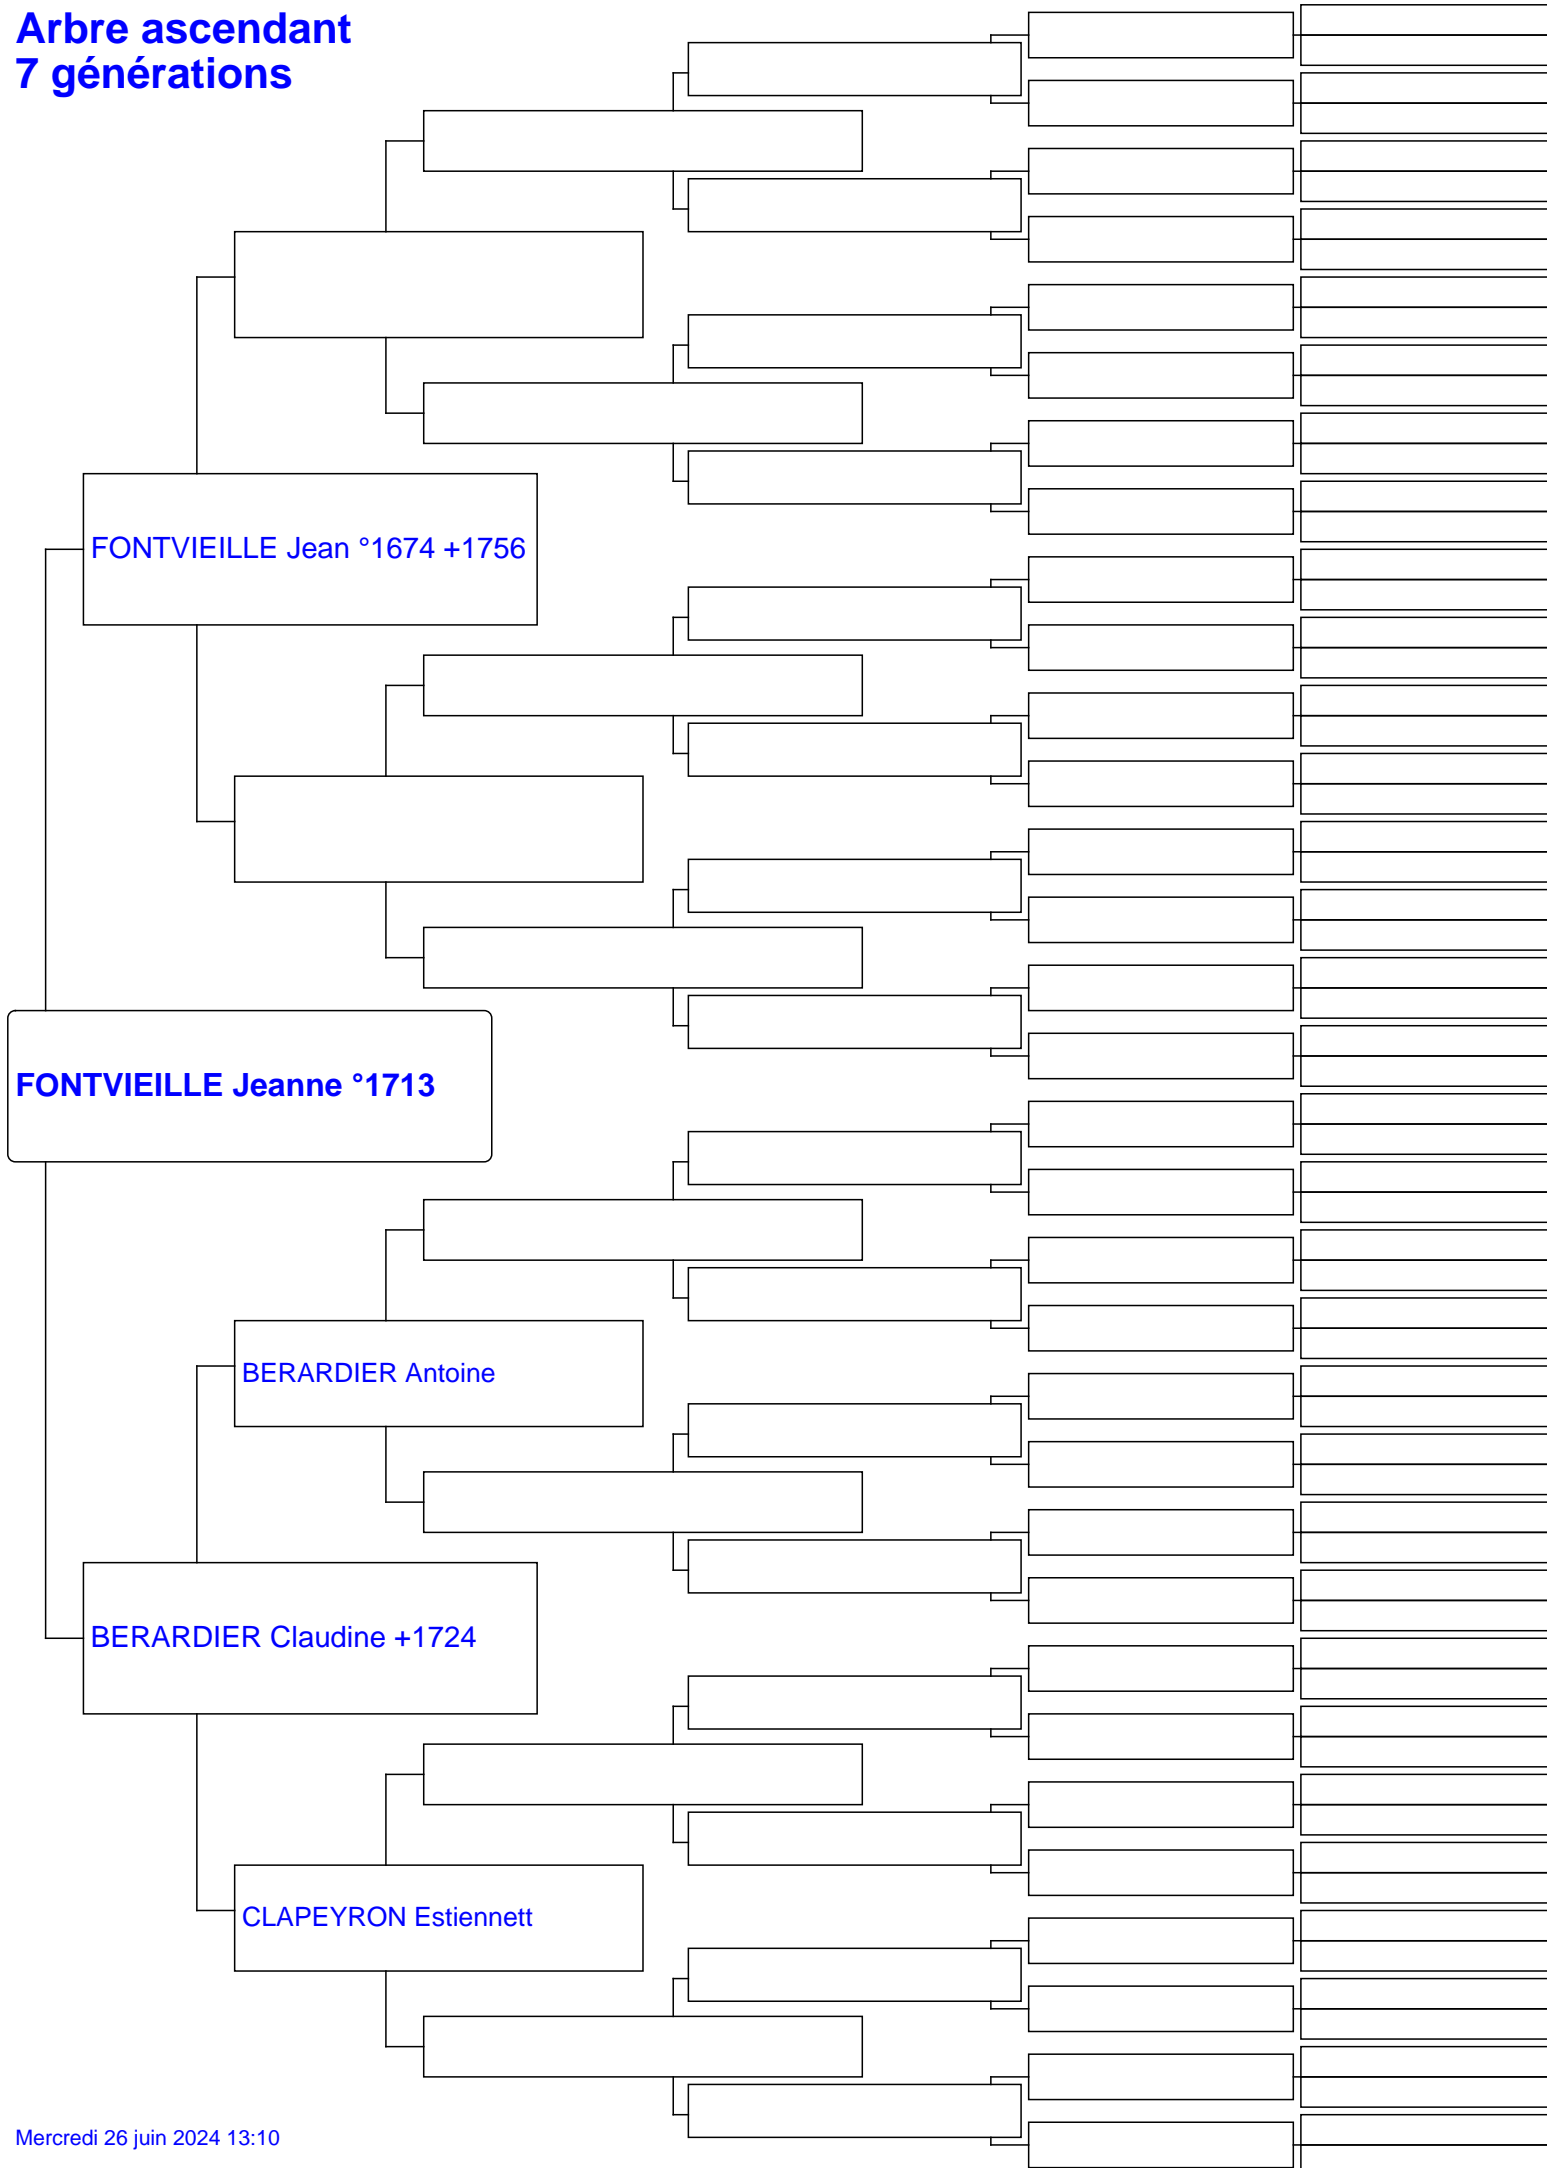 Arbre ascendant
7 générations
FONTVIEILLE Jean °1674 +1756
FONTVIEILLE Jeanne °1713
BERARDIER Antoine
BERARDIER Claudine +1724
CLAPEYRON Estiennett
Mercredi 26 juin 2024 13:10